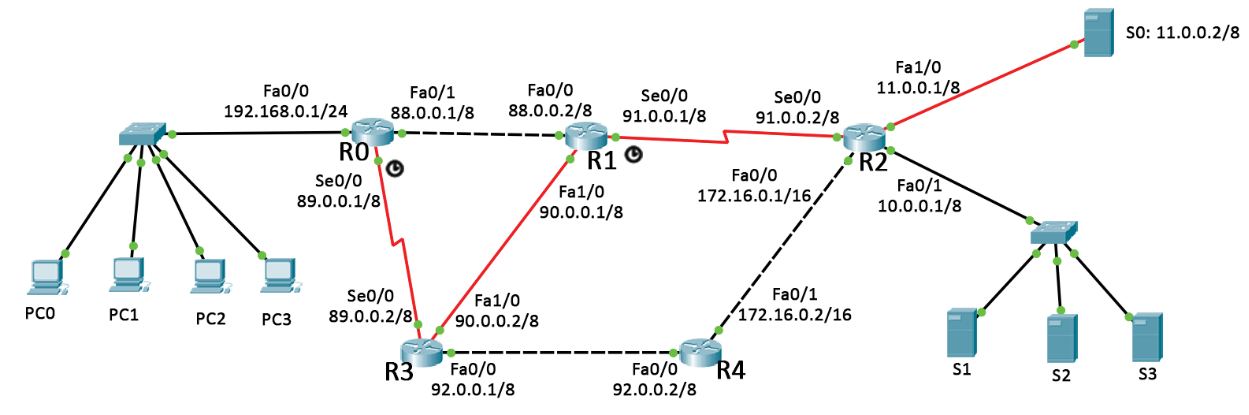 S0: 11.0.0.2/8
Fa0/0
192.168.0.1/24
Fa0/1
88.0.0.1/8
Fa0/0
88.0.0.2/8
Se0/0
91.0.0.1/8
Se0/0
91.0.0.2/8
Fa1/0
11.0.0.1/8
R0
R1
R2
Se0/0
89.0.0.1/8
Fa1/0
90.0.0.1/8
Fa0/0
172.16.0.1/16
Fa0/1
10.0.0.1/8
PC0
PC1
PC2
PC3
Se0/0
89.0.0.2/8
Fa1/0
90.0.0.2/8
Fa0/1
172.16.0.2/16
R3
Fa0/0
92.0.0.1/8
Fa0/0
92.0.0.2/8
R4
S1
S2
S3